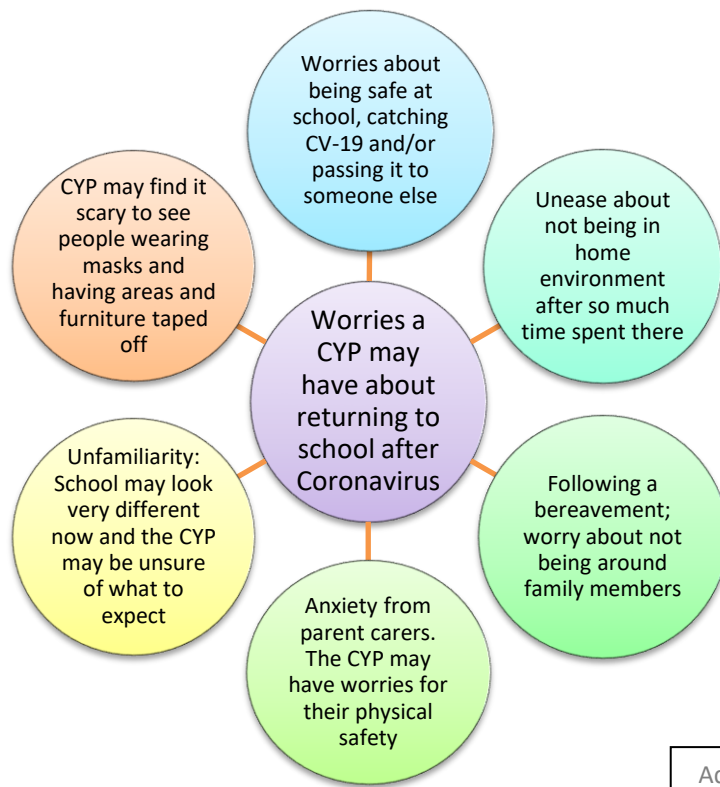 Worries about
being safe at
school, catching
CV-19 and/or
passing it to
someone else
CYP may find it
scary to see
people wearing
masks and
having areas and
furniture taped
off
Unease about
not being in
home
environment
after so much
time spent there
Worries a
CYP may
have about
returning to
school after
Coronavirus
Unfamiliarity:
School may look
very different
now and the CYP
may be unsure
of what to
expect
Following a
bereavement;
worry about not
being around
family members
Anxiety from
parent carers.
The CYP may
have worries for
their physical
safety